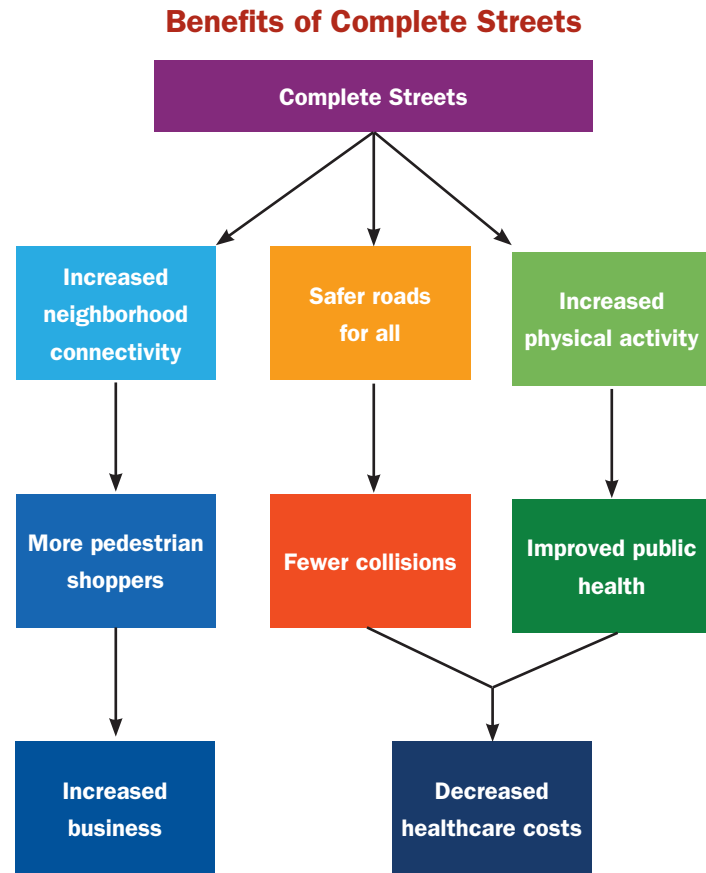 Benefits of Complete Streets
Complete Streets
Increased
neighborhood
connectivity
Safer roads
for all
Increased
physical activity
More pedestrian
shoppers
Fewer collisions
Improved public
health
Increased
business
Decreased
healthcare costs